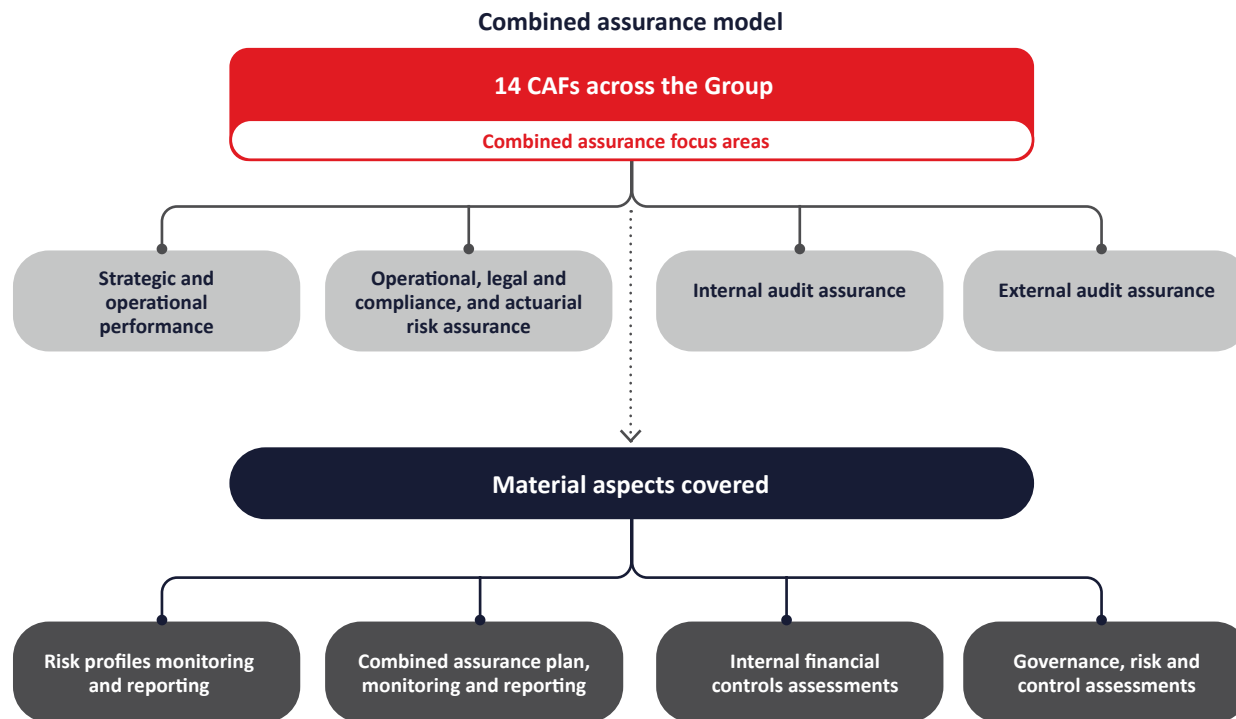 Combined assurance model
14 CAFs across the Group
Combined assurance focus areas
Strategic and
operational
performance
Operational, legal and
compliance, and actuarial
risk assurance
Internal audit assurance
External audit assurance
Material aspects covered
Risk profiles monitoring
and reporting
Combined assurance plan,
monitoring and reporting
Internal financial
controls assessments
Governance, risk and
control assessments